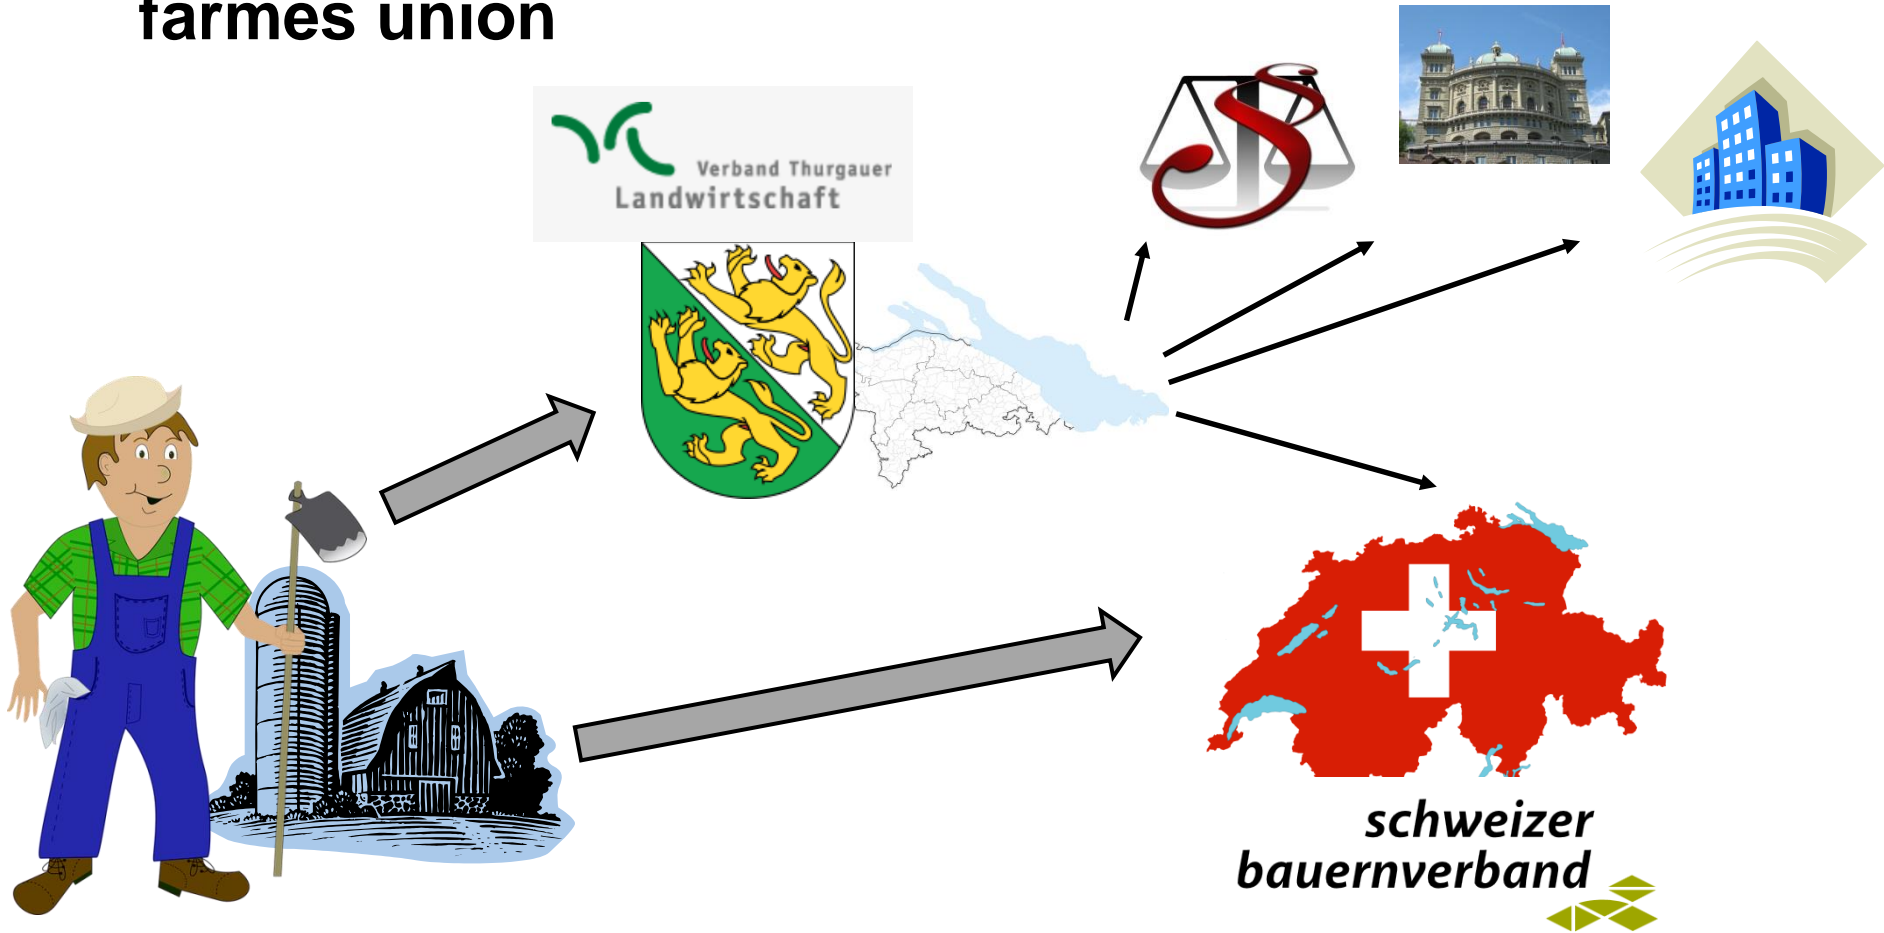 farmes union
Verband Thurgauer
Landwirtschaft
schweizer
bauernverband